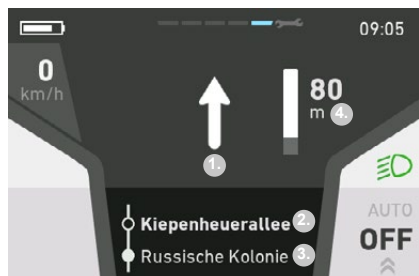 09:05
0
km/h
80
m 4.
1.
AUTO
OFF
Kiepenheuerallee 2.
Russische Kolonie 3.